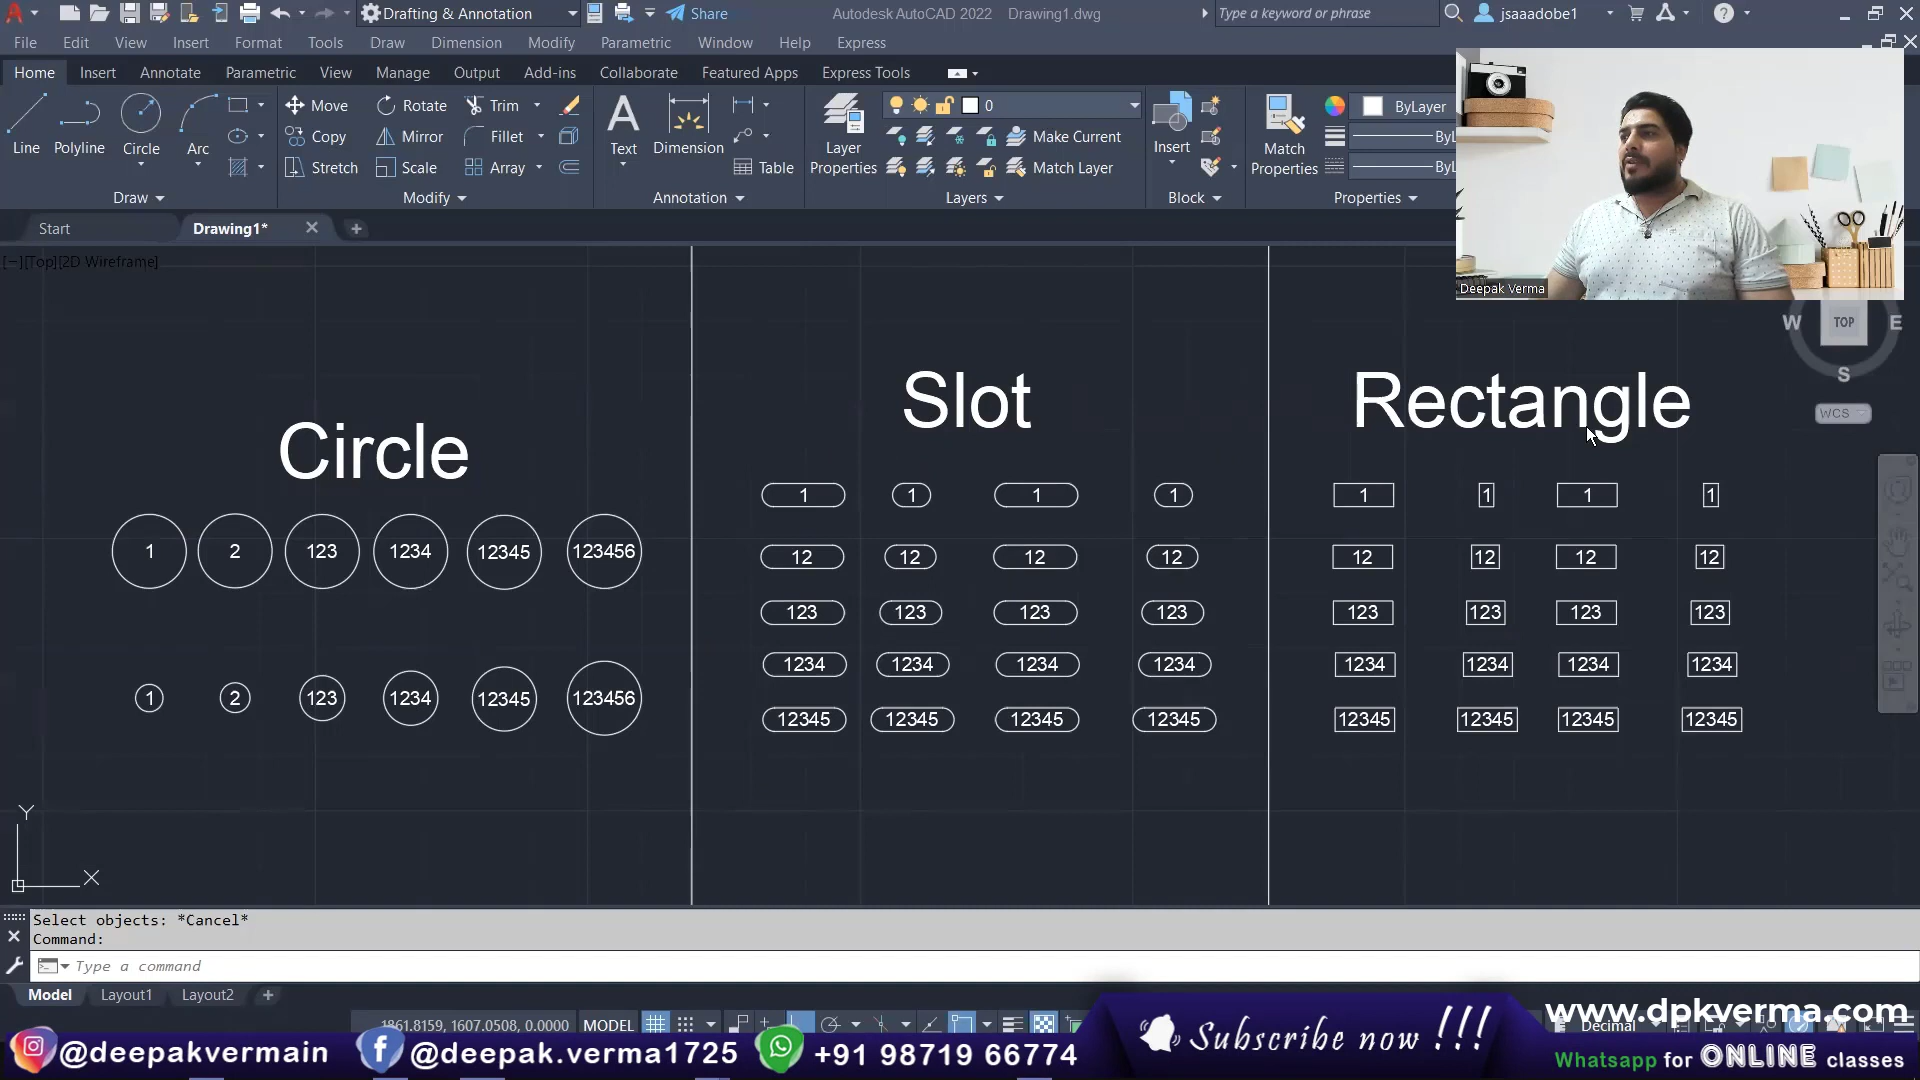 Drafting & Annotation
Share
Autodesk AutoCAD 2022 Drawing1.dwg
Type a keyword or phrase
jsaaadobe1
File Edit View Insert Format Tools Draw Dimension Modify Parametric Window Help Express
Home Insert Annotate Parametric View Manage Output Add-ins Collaborate Featured Apps Express Tools
Line Polyline Circle Arc
Move Rotate Trim
Copy Mirror Fillet
Stretch Scale Array
Text Dimension Table
Layer Properties
0
Make Current
Match Layer
Insert
Match Properties
ByLayer
Draw Modify Annotation Layers Block Properties
Deepak Verma
Start Drawing1*
[−][Top][2D Wireframe]
W TOP E
S
WCS
Circle
1 2 123 1234 12345 123456
1 2 123 1234 12345 123456
Slot
1 1 1 1
12 12 12 12
123 123 123 123
1234 1234 1234 1234
12345 12345 12345 12345
Rectangle
1 1 1 1
12 12 12 12
123 123 123 123
1234 1234 1234 1234
12345 12345 12345 12345
Y
X
Select objects: *Cancel*
Command:
Type a command
Model Layout1 Layout2
1861.8159, 1607.0508, 0.0000 MODEL
Decimal
@deepakvermain
@deepak.verma1725
+91 98719 66774
Subscribe now !!!
www.dpkverma.com
Whatsapp for ONLINE classes